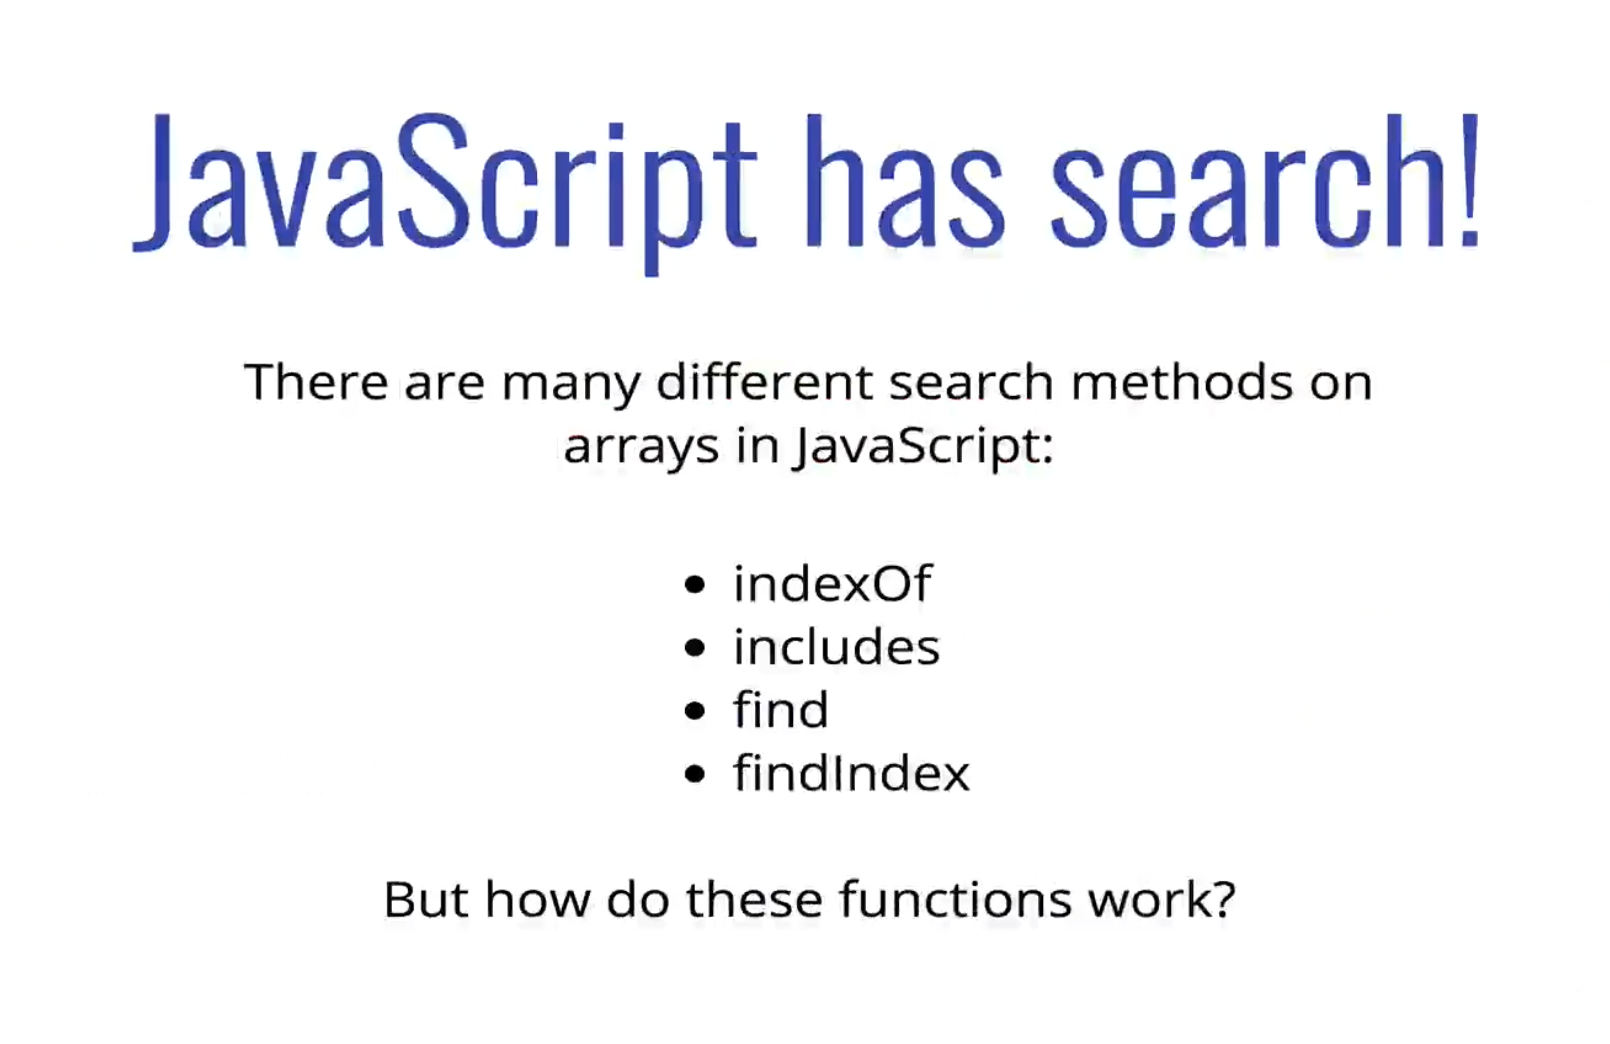 JavaScript has search!
There are many different search methods on
arrays in JavaScript:
• indexOf
• includes
• find
• findIndex
But how do these functions work?